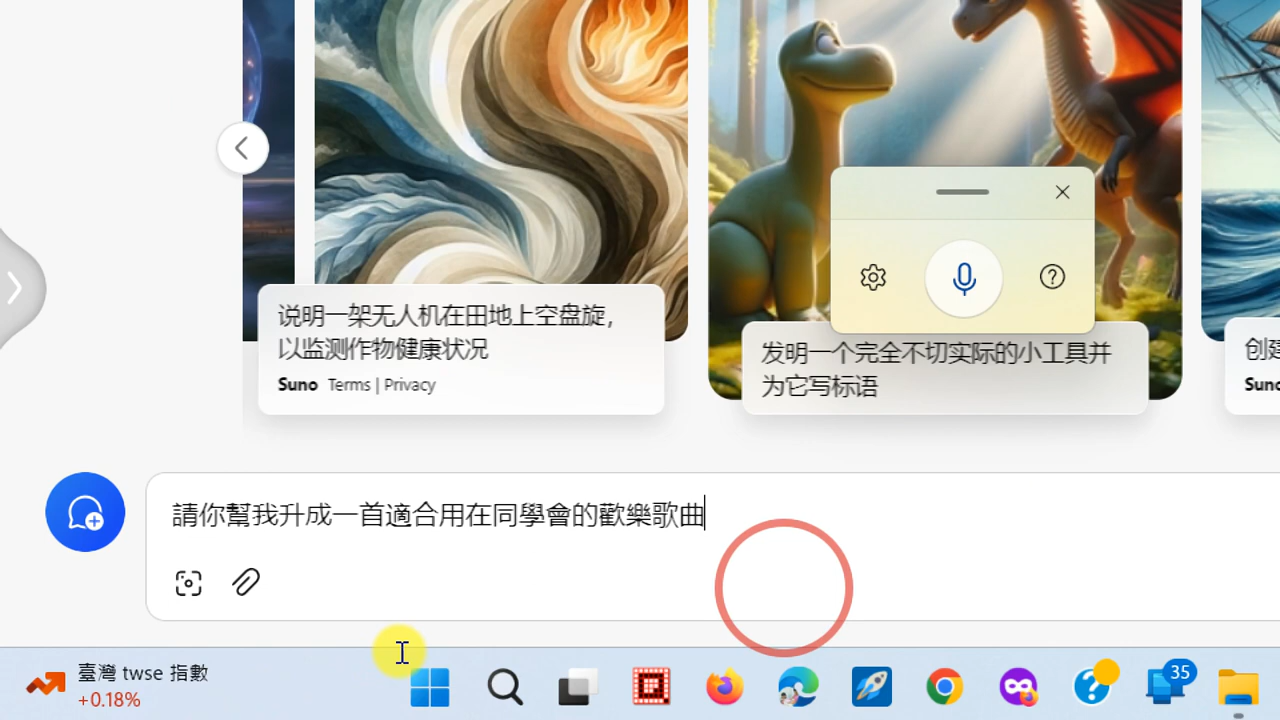 说明一架无人机在田地上空盘旋，
以监测作物健康状况
Suno Terms | Privacy
发明一个完全不切实际的小工具并
为它写标语
创建
Suno
請你幫我升成一首適合用在同學會的歡樂歌曲
臺灣 twse 指數
+0.18%
35